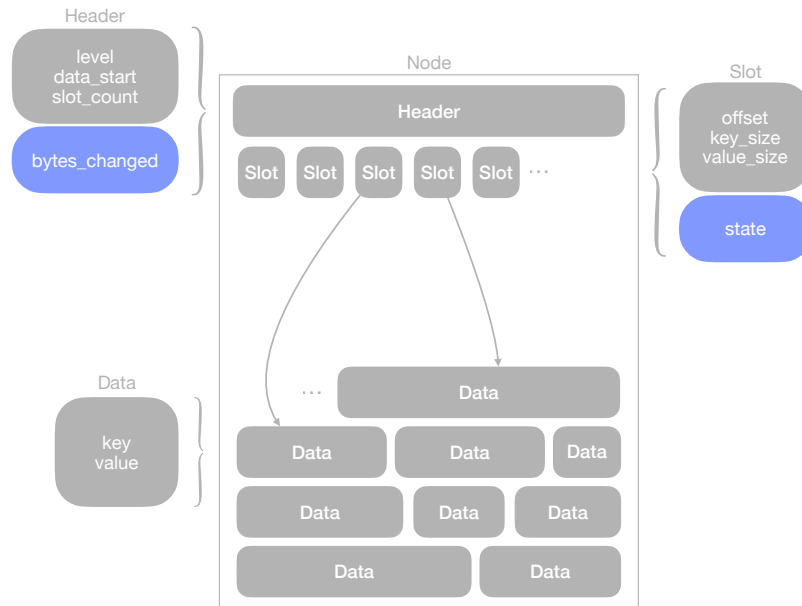 Header
level
data_start
slot_count
bytes_changed
Node
Header
Slot Slot Slot Slot Slot ...
Slot
offset
key_size
value_size
state
Data
key
value
... Data
Data Data Data
Data Data Data
Data Data